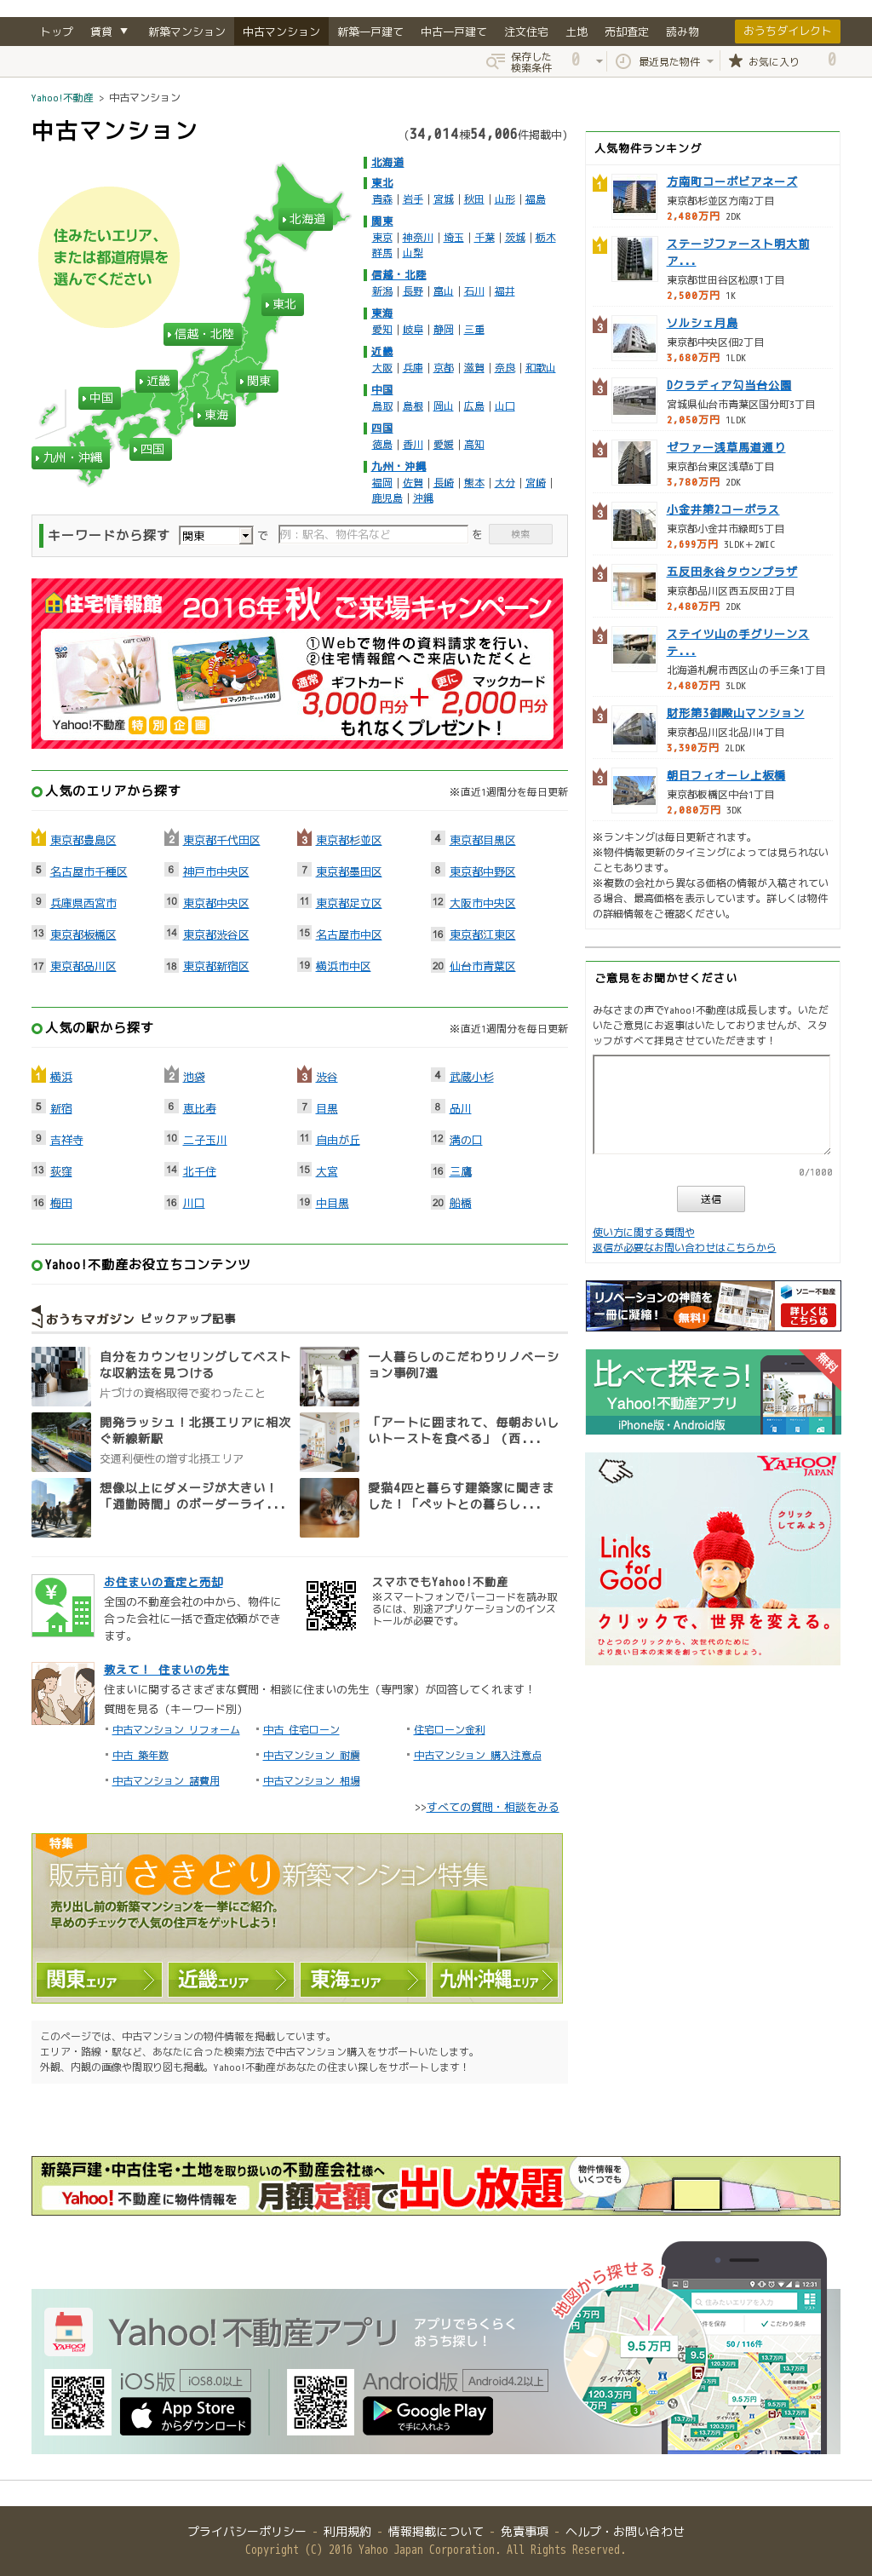 トップ 賃貸 ▼ 新築マンション 中古マンション 新築一戸建て 中古一戸建て 注文住宅 土地 売却査定 読み物 おうちダイレクト
保存した
検索条件 0 最近見た物件 お気に入り 0
Yahoo!不動産 > 中古マンション
中古マンション
(34,014棟54,006件掲載中)
住みたいエリア、
または都道府県を
選んでください
北海道
東北
信越・北陸
近畿
関東
中国
東海
四国
九州・沖縄
北海道
東北
青森 | 岩手 | 宮城 | 秋田 | 山形 | 福島
関東
東京 | 神奈川 | 埼玉 | 千葉 | 茨城 | 栃木
群馬 | 山梨
信越・北陸
新潟 | 長野 | 富山 | 石川 | 福井
東海
愛知 | 岐阜 | 静岡 | 三重
近畿
大阪 | 兵庫 | 京都 | 滋賀 | 奈良 | 和歌山
中国
鳥取 | 島根 | 岡山 | 広島 | 山口
四国
徳島 | 香川 | 愛媛 | 高知
九州・沖縄
福岡 | 佐賀 | 長崎 | 熊本 | 大分 | 宮崎 |
鹿児島 | 沖縄
キーワードから探す 関東 で 例：駅名、物件名など を 検索
住宅情報館 2016年秋ご来場キャンペーン
①Webで物件の資料請求を行い、
②住宅情報館へご来店いただくと
通常 ギフトカード 3,000円分 + 更に マックカード 2,000円分
もれなくプレゼント！
QUO GIFT CARD
マックカード ¥500
Yahoo!不動産 特別企画
人気のエリアから探す ※直近1週間分を毎日更新
1 東京都豊島区 2 東京都千代田区 3 東京都杉並区 4 東京都目黒区
5 名古屋市千種区 6 神戸市中央区 7 東京都墨田区 8 東京都中野区
9 兵庫県西宮市 10 東京都中央区 11 東京都足立区 12 大阪市中央区
13 東京都板橋区 14 東京都渋谷区 15 名古屋市中区 16 東京都江東区
17 東京都品川区 18 東京都新宿区 19 横浜市中区 20 仙台市青葉区
人気の駅から探す ※直近1週間分を毎日更新
1 横浜 2 池袋 3 渋谷 4 武蔵小杉
5 新宿 6 恵比寿 7 目黒 8 品川
9 吉祥寺 10 二子玉川 11 自由が丘 12 溝の口
13 荻窪 14 北千住 15 大宮 16 三鷹
16 梅田 16 川口 19 中目黒 20 船橋
Yahoo!不動産お役立ちコンテンツ
おうちマガジン ピックアップ記事
自分をカウンセリングしてベスト
な収納法を見つける
片づけの資格取得で変わったこと
一人暮らしのこだわりリノベーシ
ョン事例7選
開発ラッシュ！北摂エリアに相次
ぐ新線新駅
交通利便性の増す北摂エリア
「アートに囲まれて、毎朝おいし
いトーストを食べる」（西...
想像以上にダメージが大きい！
「通勤時間」のボーダーライ...
愛猫4匹と暮らす建築家に聞きま
した！「ペットとの暮らし...
お住まいの査定と売却
全国の不動産会社の中から、物件に
合った会社に一括で査定依頼ができ
ます。
スマホでもYahoo!不動産
※スマートフォンでバーコードを読み取
るには、別途アプリケーションのインス
トールが必要です。
教えて！ 住まいの先生
住まいに関するさまざまな質問・相談に住まいの先生（専門家）が回答してくれます！
質問を見る（キーワード別）
・中古マンション リフォーム ・中古 住宅ローン ・住宅ローン金利
・中古 築年数 ・中古マンション 耐震 ・中古マンション 購入注意点
・中古マンション 諸費用 ・中古マンション 相場
>>すべての質問・相談をみる
特集
販売前さきどり新築マンション特集
売り出し前の新築マンションを一挙にご紹介。
早めのチェックで人気の住戸をゲットしよう！
関東エリア 近畿エリア 東海エリア 九州・沖縄エリア
このページでは、中古マンションの物件情報を掲載しています。
エリア・路線・駅など、あなたに合った検索方法で中古マンション購入をサポートいたします。
外観、内観の画像や間取り図も掲載。Yahoo!不動産があなたの住まい探しをサポートします！
人気物件ランキング
1 方南町コーポビアネーズ
東京都杉並区方南2丁目
2,480万円 2DK
1 ステージファースト明大前
ア...
東京都世田谷区松原1丁目
2,500万円 1K
3 ソルシェ月島
東京都中央区佃2丁目
3,680万円 1LDK
3 Dクラディア勾当台公園
宮城県仙台市青葉区国分町3丁目
2,050万円 1LDK
3 ゼファー浅草馬道通り
東京都台東区浅草6丁目
3,780万円 2DK
3 小金井第2コーポラス
東京都小金井市緑町5丁目
2,699万円 3LDK＋2WIC
3 五反田永谷タウンプラザ
東京都品川区西五反田2丁目
2,480万円 2DK
3 ステイツ山の手グリーンス
テ...
北海道札幌市西区山の手三条1丁目
2,480万円 3LDK
3 財形第3御殿山マンション
東京都品川区北品川4丁目
3,390万円 2LDK
3 朝日フィオーレ上板橋
東京都板橋区中台1丁目
2,080万円 3DK
※ランキングは毎日更新されます。
※物件情報更新のタイミングによっては見られない
こともあります。
※複数の会社から異なる価格の情報が入稿されてい
る場合、最高価格を表示しています。詳しくは物件
の詳細情報をご確認ください。
ご意見をお聞かせください
みなさまの声でYahoo!不動産は成長します。いただ
いたご意見にお返事はいたしておりませんが、スタ
ッフがすべて拝見させていただきます！
0/1000
送信
使い方に関する質問や
返信が必要なお問い合わせはこちらから
リノベーションの神髄を
一冊に凝縮！ 無料！
ソニー不動産
詳しくは
こちら
比べて探そう！ 無料
Yahoo!不動産アプリ
iPhone版・Android版
YAHOO!
JAPAN
クリック
してみよう
Links
for
Good
クリックで、世界を変える。
ひとつのクリックから、次世代のために
より良い日本の未来を創っていきましょう。
新築戸建・中古住宅・土地を取り扱いの不動産会社様へ
Yahoo!不動産に物件情報を 月額定額で出し放題
物件情報を
いくつでも
YAHOO! JAPAN
Yahoo!不動産アプリ
アプリでらくらく
おうち探し！
iOS版 iOS8.0以上
App Store
からダウンロード
Android版 Android4.2以上
Google Play
で手に入れよう
地図から探せる！
12:31
住みたいエリアを入力
条件を保存 こだわり条件
50 / 116件
9.5万円
六本木
ダイヤハイツ
120.3万円
プライバシーポリシー - 利用規約 - 情報掲載について - 免責事項 - ヘルプ・お問い合わせ
Copyright (C) 2016 Yahoo Japan Corporation. All Rights Reserved.